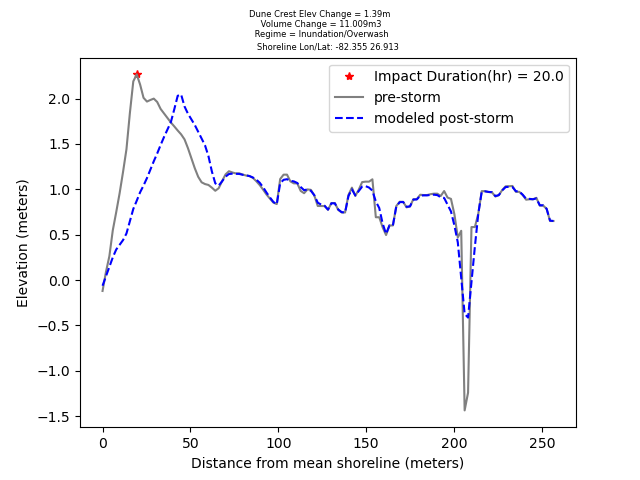 Dune Crest Elev Change = 1.39m
Volume Change = 11.009m3
Regime = Inundation/Overwash
Shoreline Lon/Lat: -82.355 26.913
Impact Duration(hr) = 20.0
pre-storm
modeled post-storm
Elevation (meters)
2.0
1.5
1.0
0.5
0.0
−0.5
−1.0
−1.5
0 50 100 150 200 250
Distance from mean shoreline (meters)